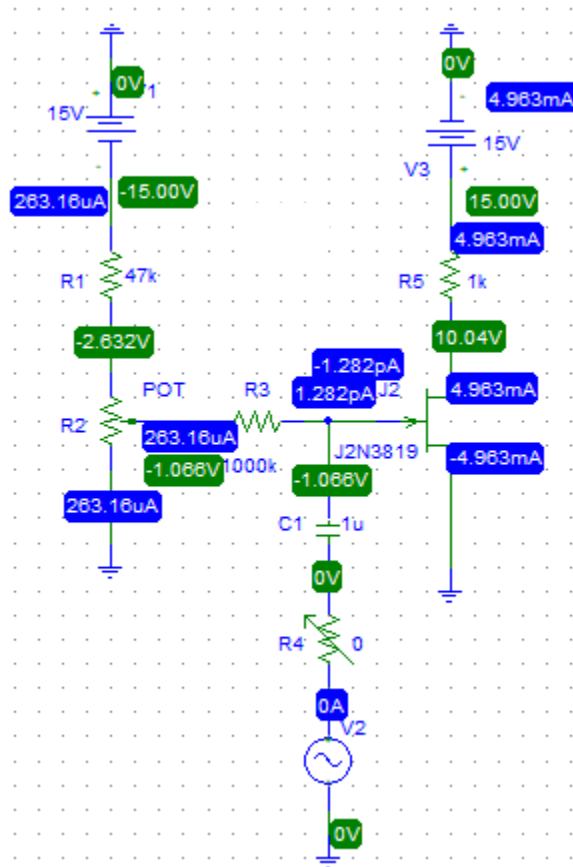 0V
1
15V
+
-
263.16uA
-15.00V
R1
47k
-2.632V
R2
POT
263.16uA
-1.066V
263.16uA
R3
1000k
-1.282pA
1.282pA
J2
J2N3819
-1.066V
C1
1u
0V
R4
0
0A
V2
0V
0V
-
4.963mA
15V
V3
+
15.00V
4.963mA
R5
1k
10.04V
4.963mA
-4.963mA